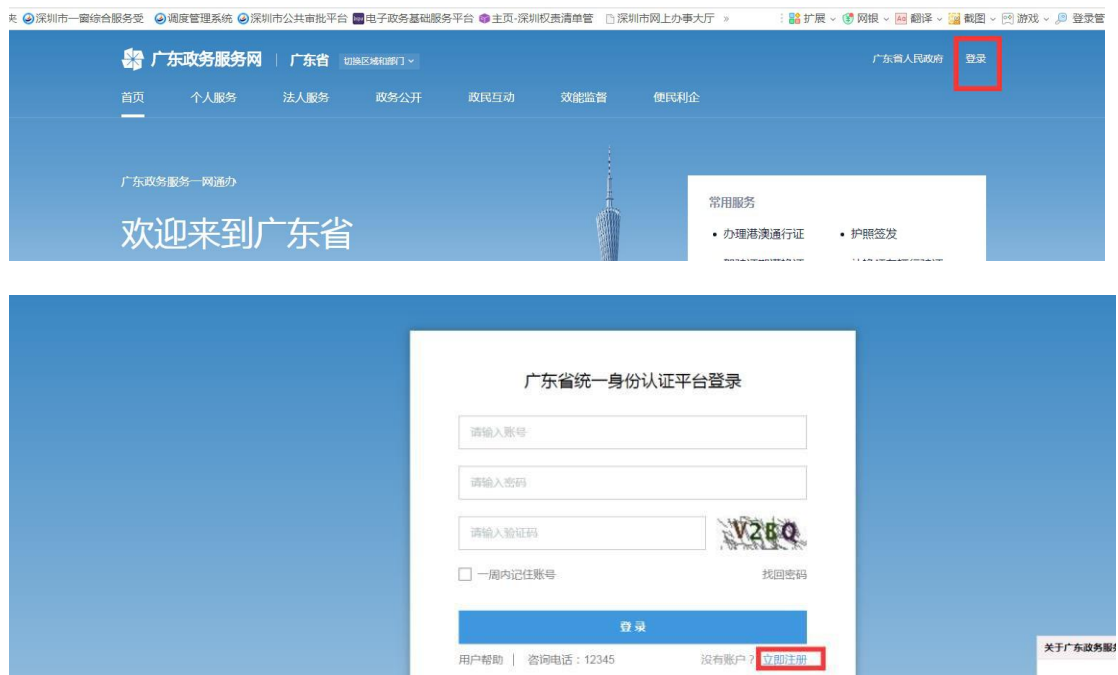 夹 深圳市一窗综合服务受 调度管理系统 深圳市公共审批平台 电子政务基础服务平台 主页-深圳权责清单管 深圳市网上办事大厅 » 扩展 网银 翻译 截图 游戏 登录管
广东政务服务网 | 广东省 切换区域和部门 广东省人民政府 登录
首页 个人服务 法人服务 政务公开 政民互动 效能监督 便民利企
广东政务服务一网通办
欢迎来到广东省
常用服务
• 办理港澳通行证 • 护照签发
广东省统一身份认证平台登录
请输入账号
请输入密码
请输入验证码 V2BQ
一周内记住账号 找回密码
登录
用户帮助 | 咨询电话：12345 没有账户？立即注册
关于广东政务服务